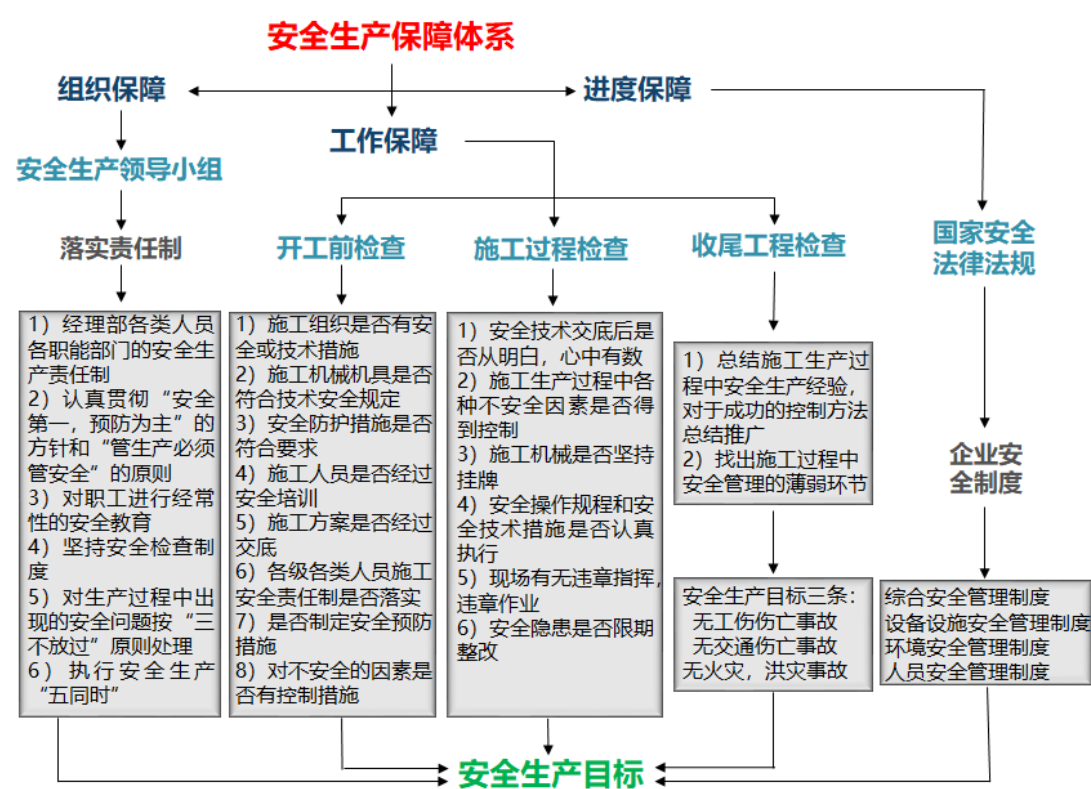 安全生产保障体系
组织保障
进度保障
工作保障
安全生产领导小组
落实责任制
开工前检查
施工过程检查
收尾工程检查
国家安全
法律法规
1）经理部各类人员
各职能部门的安全生
产责任制
2）认真贯彻“安全
第一，预防为主”的
方针和“管生产必须
管安全”的原则
3）对职工进行经常
性的安全教育
4）坚持安全检查制
度
5）对生产过程中出
现的安全问题按“三
不放过”原则处理
6）执行安全生产
“五同时”
1）施工组织是否有安
全或技术措施
2）施工机械机具是否
符合技术安全规定
3）安全防护措施是否
符合要求
4）施工人员是否经过
安全培训
5）施工方案是否经过
交底
6）各级各类人员施工
安全责任制是否落实
7）是否制定安全预防
措施
8）对不安全的因素是
否有控制措施
1）安全技术交底后是
否从明白，心中有数
2）施工生产过程中各
种不安全因素是否得
到控制
3）施工机械是否坚持
挂牌
4）安全操作规程和安
全技术措施是否认真
执行
5）现场有无违章指挥，
违章作业
6）安全隐患是否限期
整改
1）总结施工生产过
程中安全生产经验，
对于成功的控制方法
总结推广
2）找出施工过程中
安全管理的薄弱环节
安全生产目标三条：
无工伤伤亡事故
无交通伤亡事故
无火灾，洪灾事故
企业安
全制度
综合安全管理制度
设备设施安全管理制度
环境安全管理制度
人员安全管理制度
安全生产目标